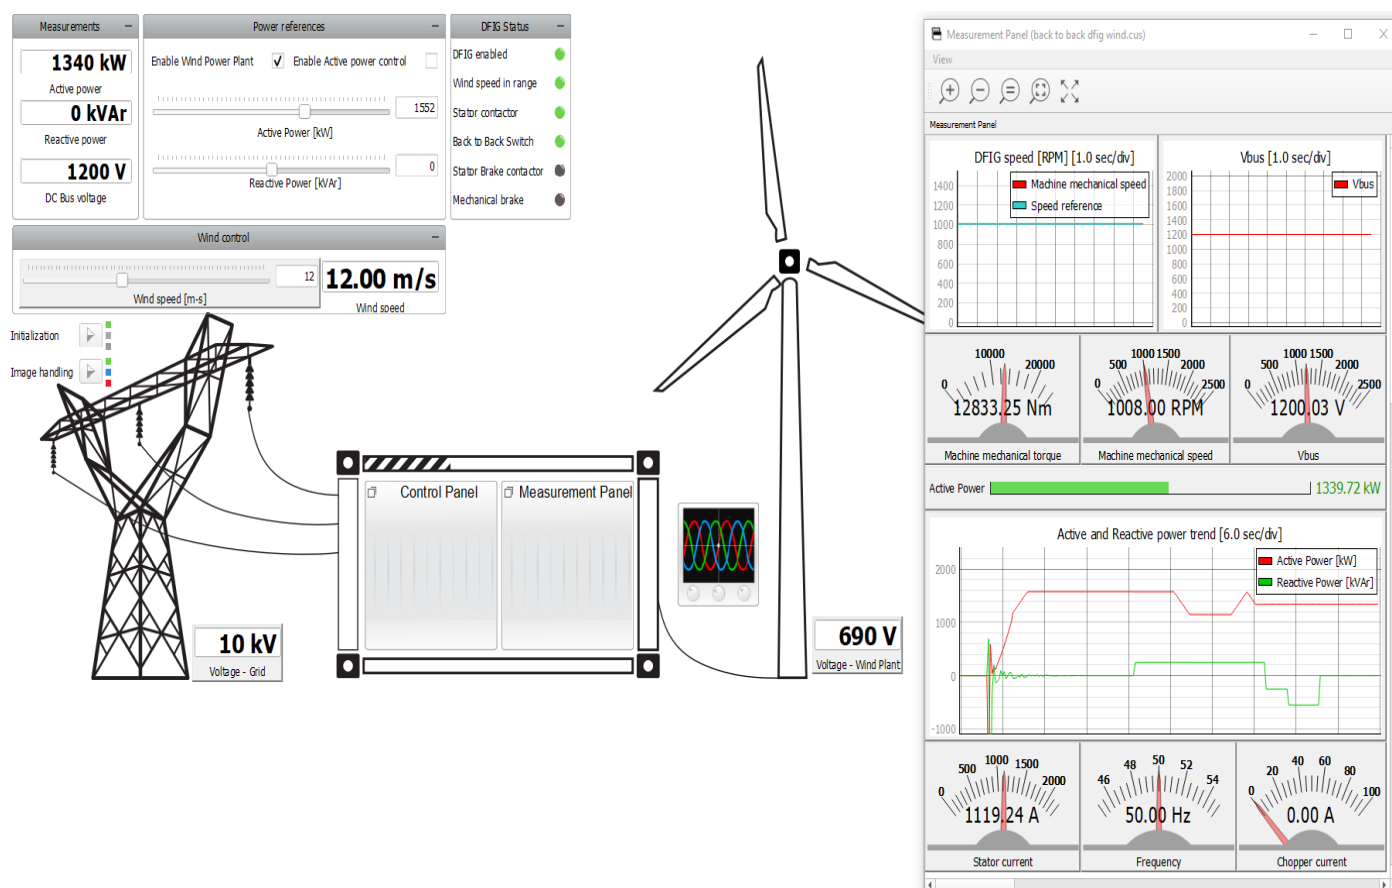 Measurements
1340 kW
Active power
0 kVAr
Reactive power
1200 V
DC Bus voltage
Power references
Enable Wind Power Plant
Enable Active power control
1552
Active Power [kW]
0
Reactive Power [kVAr]
DFIG Status
DFIG enabled
Wind speed in range
Stator contactor
Back to Back Switch
Stator Brake contactor
Mechanical brake
Wind control
12
Wind speed [m-s]
12.00 m/s
Wind speed
Initialization
Image handling
Control Panel
Measurement Panel
10 kV
Voltage - Grid
690 V
Voltage - Wind Plant
Measurement Panel (back to back dfig wind.cus)
View
Measurement Panel
DFIG speed [RPM] [1.0 sec/div]
Machine mechanical speed
Speed reference
1400
1200
1000
800
600
400
200
0
Vbus [1.0 sec/div]
Vbus
2000
1800
1600
1400
1200
1000
800
600
400
200
0
0
10000
20000
12833.25 Nm
Machine mechanical torque
0
500
1000
1500
2000
2500
1008.00 RPM
Machine mechanical speed
0
500
1000
1500
2000
2500
1200.03 V
Vbus
Active Power
1339.72 kW
Active and Reactive power trend [6.0 sec/div]
Active Power [kW]
Reactive Power [kVAr]
2000
1000
0
-1000
0
500
1000
1500
2000
1119.24 A
Stator current
46
48
50
52
54
50.00 Hz
Frequency
0
20
40
60
80
100
0.00 A
Chopper current